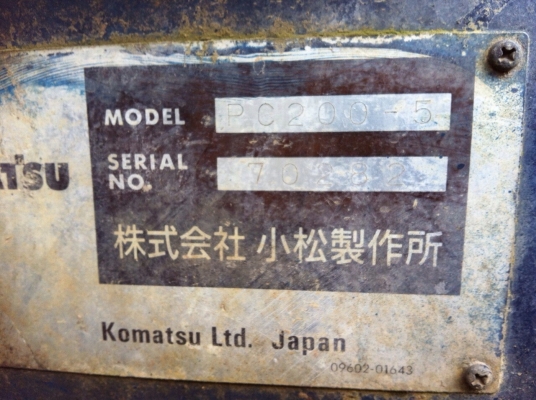 MODEL PC200-5
ATSU
SERIAL
NO.
株式会社 小松製作所
Komatsu Ltd. Japan
09602-01643